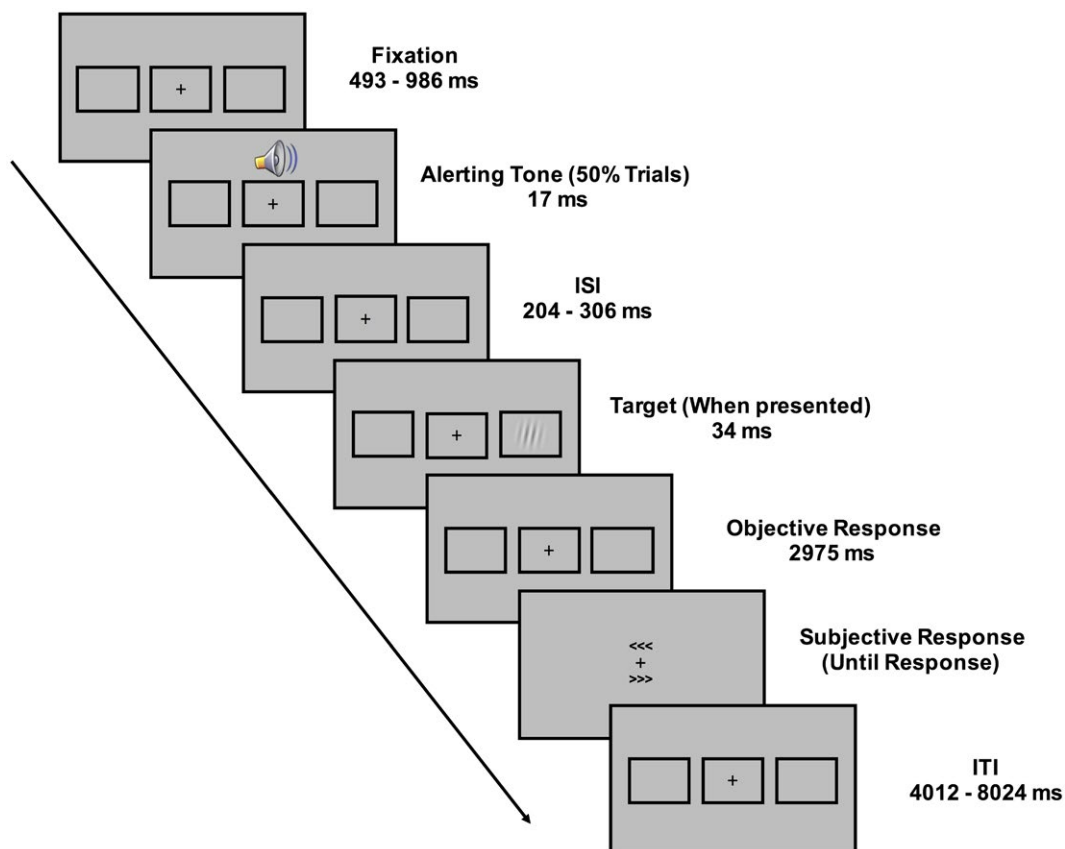 Fixation
493 - 986 ms
+
Alerting Tone (50% Trials)
17 ms
+
ISI
204 - 306 ms
+
Target (When presented)
34 ms
+
Objective Response
2975 ms
+
Subjective Response
(Until Response)
<<<
+
>>>
ITI
4012 - 8024 ms
+